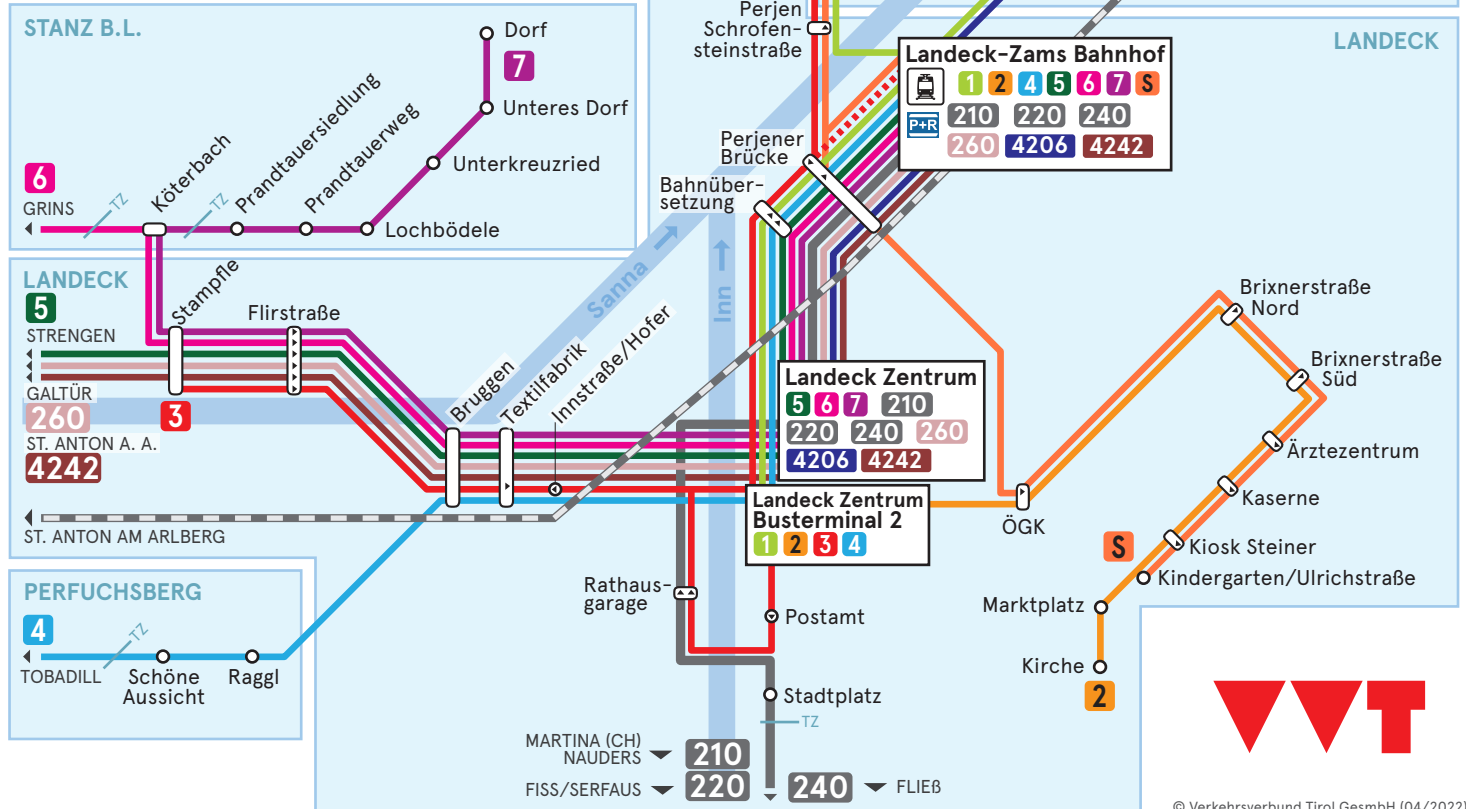 STANZ B.L.
Dorf
7
Unteres Dorf
Unterkreuzried
Prandtauersiedlung
Prandtauerweg
Köterbach
Lochbödele
6
GRINS
TZ
TZ
Perjen
Schrofen-
steinstraße
LANDECK
Landeck-Zams Bahnhof
1 2 4 5 6 7 S
210 220 240
P+R
260 4206 4242
Perjener
Brücke
Bahnüber-
setzung
Sanna
Inn
LANDECK
5
STRENGEN
Stampfle
Flirstraße
GALTÜR
260
ST. ANTON A. A.
4242
3
Bruggen
Textilfabrik
Innstraße/Hofer
ST. ANTON AM ARLBERG
Landeck Zentrum
5 6 7 210
220 240 260
4206 4242
Landeck Zentrum
Busterminal 2
1 2 3 4
Brixnerstraße
Nord
Brixnerstraße
Süd
Ärztezentrum
Kaserne
ÖGK
S
Kiosk Steiner
Kindergarten/Ulrichstraße
Marktplatz
Kirche
2
PERFUCHSBERG
4
TZ
TOBADILL
Schöne
Aussicht
Raggl
Rathaus-
garage
Postamt
Stadtplatz
TZ
MARTINA (CH)
NAUDERS
210
FISS/SERFAUS
220
240
FLIEß
VVT
© Verkehrsverbund Tirol GesmbH (04/2022)